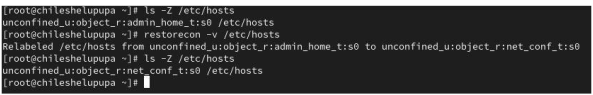 [root@chileshelupupa ~]# ls -Z /etc/hosts
unconfined_u:object_r:admin_home_t:s0 /etc/hosts
[root@chileshelupupa ~]# restorecon -v /etc/hosts
Relabeled /etc/hosts from unconfined_u:object_r:admin_home_t:s0 to unconfined_u:object_r:net_conf_t:s0
[root@chileshelupupa ~]# ls -Z /etc/hosts
unconfined_u:object_r:net_conf_t:s0 /etc/hosts
[root@chileshelupupa ~]#